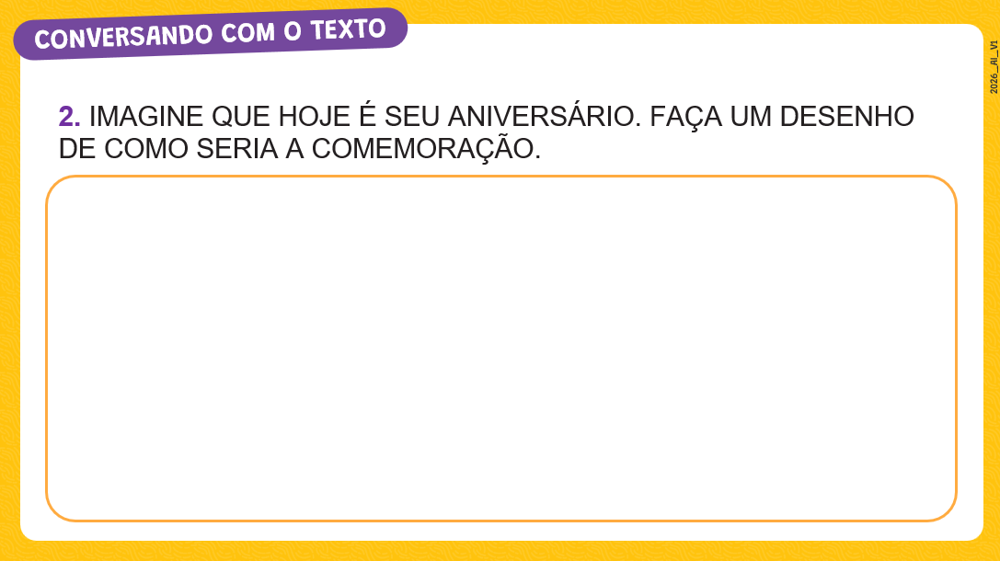 CONVERSANDO COM O TEXTO
2026_AI_V1
2. IMAGINE QUE HOJE É SEU ANIVERSÁRIO. FAÇA UM DESENHO
DE COMO SERIA A COMEMORAÇÃO.